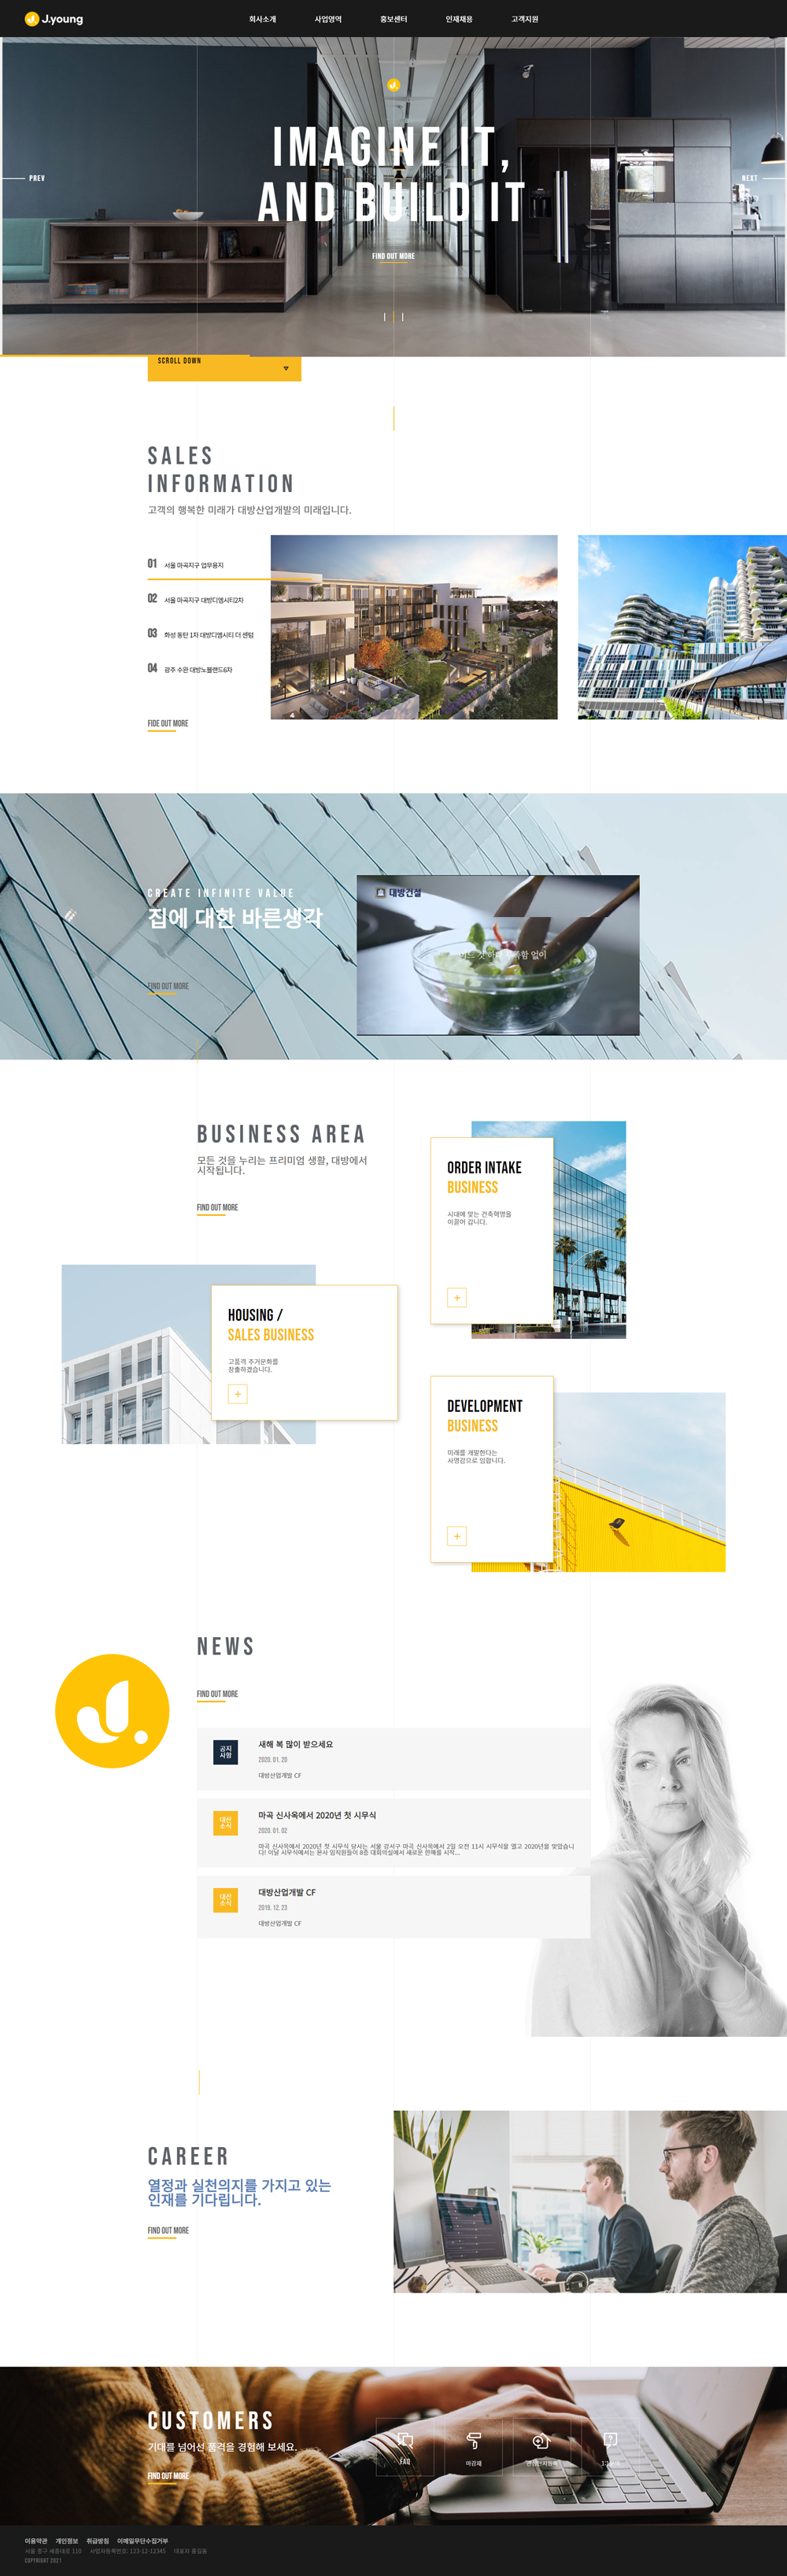 J.young
회사소개 사업영역 홍보센터 인재채용 고객지원
IMAGINE IT,
AND BUILD IT
PREV
NEXT
FIND OUT MORE
SCROLL DOWN
SALES
INFORMATION
고객의 행복한 미래가 대방산업개발의 미래입니다.
01 서울 마곡지구 업무용지
02 서울 마곡지구 대방디엠시티2차
03 화성 동탄 1차 대방디엠시티 더 센텀
04 광주 수완 대방노블랜드6차
FIDE OUT MORE
CREATE INFINITE VALUE
집에 대한 바른생각
FIND OUT MORE
대방건설
BUSINESS AREA
모든 것을 누리는 프리미엄 생활, 대방에서
시작됩니다.
FIND OUT MORE
ORDER INTAKE
BUSINESS
시대에 맞는 건축혁명을
이끌어 갑니다.
HOUSING /
SALES BUSINESS
고품격 주거문화를
창출하겠습니다.
DEVELOPMENT
BUSINESS
미래를 개발한다는
사명감으로 임합니다.
NEWS
FIND OUT MORE
공지
사항
새해 복 많이 받으세요
2020. 01. 20
대방산업개발 CF
대산
소식
마곡 신사옥에서 2020년 첫 시무식
2020. 01. 02
마곡 신사옥에서 2020년 첫 시무식 당사는 서울 강서구 마곡 신사옥에서 2일 오전 11시 시무식을 열고 2020년을 맞았습니
다! 이날 시무식에서는 본사 임직원들이 8층 대회의실에서 새로운 한해를 시작...
대산
소식
대방산업개발 CF
2019. 12. 23
대방산업개발 CF
CAREER
열정과 실천의지를 가지고 있는
인재를 기다립니다.
FIND OUT MORE
CUSTOMERS
기대를 넘어선 품격을 경험해 보세요.
FIND OUT MORE
FAQ
마감재
이용약관 개인정보 취급방침 이메일무단수집거부
서울 중구 세종대로 110 사업자등록번호: 123-12-12345 대표자 홍길동
COPYRIGHT 2021